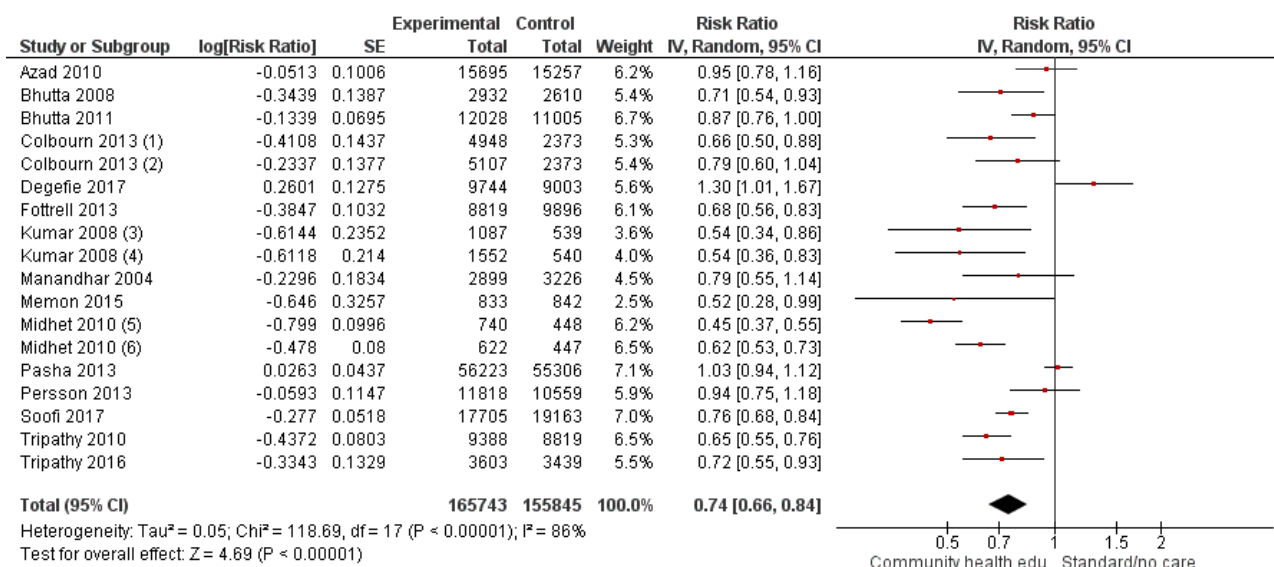 Experimental Control Risk Ratio Risk Ratio
Study or Subgroup log[Risk Ratio] SE Total Total Weight IV, Random, 95% CI IV, Random, 95% CI
Azad 2010 -0.0513 0.1006 15695 15257 6.2% 0.95 [0.78, 1.16]
Bhutta 2008 -0.3439 0.1387 2932 2610 5.4% 0.71 [0.54, 0.93]
Bhutta 2011 -0.1339 0.0695 12028 11005 6.7% 0.87 [0.76, 1.00]
Colbourn 2013 (1) -0.4108 0.1437 4948 2373 5.3% 0.66 [0.50, 0.88]
Colbourn 2013 (2) -0.2337 0.1377 5107 2373 5.4% 0.79 [0.60, 1.04]
Degefie 2017 0.2601 0.1275 9744 9003 5.6% 1.30 [1.01, 1.67]
Fottrell 2013 -0.3847 0.1032 8819 9896 6.1% 0.68 [0.56, 0.83]
Kumar 2008 (3) -0.6144 0.2352 1087 539 3.6% 0.54 [0.34, 0.86]
Kumar 2008 (4) -0.6118 0.214 1552 540 4.0% 0.54 [0.36, 0.83]
Manandhar 2004 -0.2296 0.1834 2899 3226 4.5% 0.79 [0.55, 1.14]
Memon 2015 -0.646 0.3257 833 842 2.5% 0.52 [0.28, 0.99]
Midhet 2010 (5) -0.799 0.0996 740 448 6.2% 0.45 [0.37, 0.55]
Midhet 2010 (6) -0.478 0.08 622 447 6.5% 0.62 [0.53, 0.73]
Pasha 2013 0.0263 0.0437 56223 55306 7.1% 1.03 [0.94, 1.12]
Persson 2013 -0.0593 0.1147 11818 10559 5.9% 0.94 [0.75, 1.18]
Soofi 2017 -0.277 0.0518 17705 19163 7.0% 0.76 [0.68, 0.84]
Tripathy 2010 -0.4372 0.0803 9388 8819 6.5% 0.65 [0.55, 0.76]
Tripathy 2016 -0.3343 0.1329 3603 3439 5.5% 0.72 [0.55, 0.93]
Total (95% CI) 165743 155845 100.0% 0.74 [0.66, 0.84]
Heterogeneity: Tau² = 0.05; Chi² = 118.69, df = 17 (P < 0.00001); I² = 86%
Test for overall effect: Z = 4.69 (P < 0.00001)
0.5 0.7 1 1.5 2
Community health edu Standard/no care